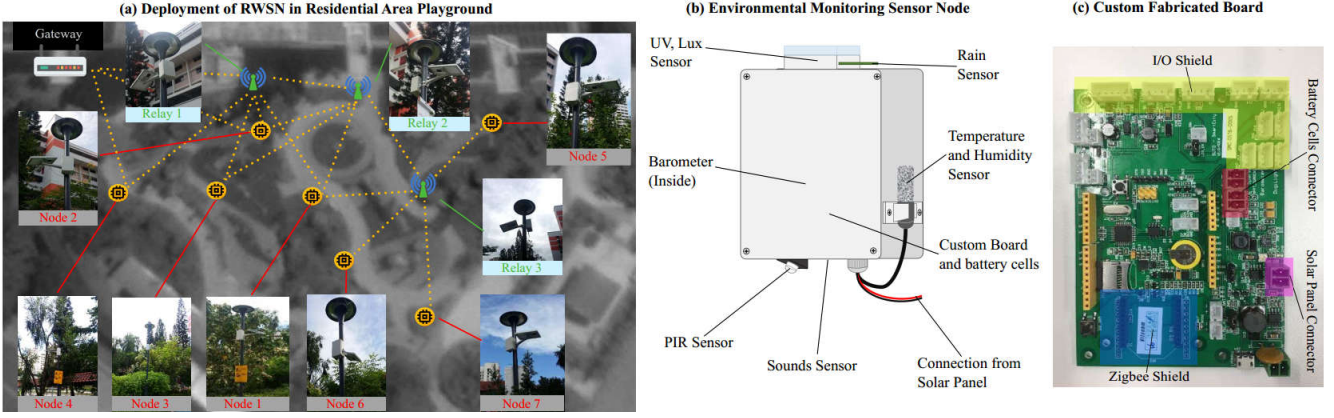 (a) Deployment of RWSN in Residential Area Playground
Gateway
Relay 1
Relay 2
Node 5
Node 2
Relay 3
Node 4
Node 3
Node 1
Node 6
Node 7
(b) Environmental Monitoring Sensor Node
UV, Lux
Sensor
Rain
Sensor
Temperature
and Humidity
Sensor
Barometer
(Inside)
Custom Board
and battery cells
PIR Sensor
Sounds Sensor
Connection from
Solar Panel
(c) Custom Fabricated Board
I/O Shield
Battery Cells Connector
Solar Panel Connector
Zigbee Shield